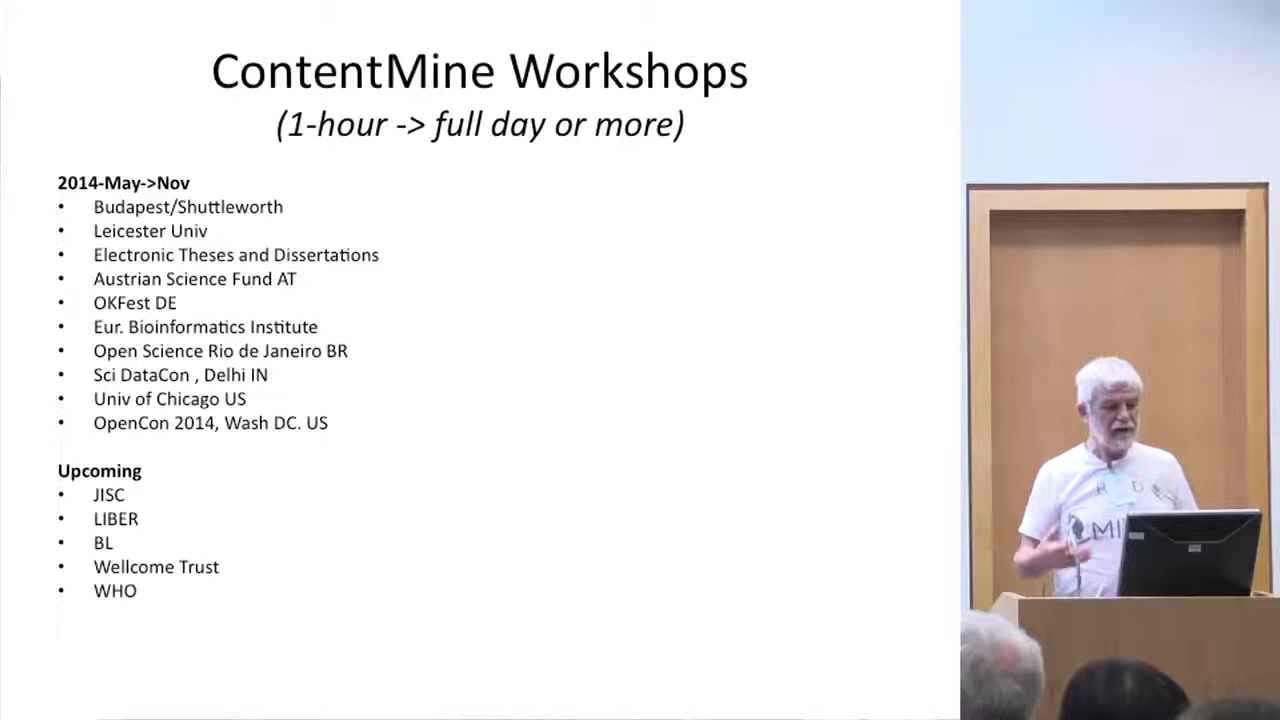 ContentMine Workshops
(1-hour -> full day or more)
2014-May->Nov
• Budapest/Shuttleworth
• Leicester Univ
• Electronic Theses and Dissertations
• Austrian Science Fund AT
• OKFest DE
• Eur. Bioinformatics Institute
• Open Science Rio de Janeiro BR
• Sci DataCon , Delhi IN
• Univ of Chicago US
• OpenCon 2014, Wash DC. US
Upcoming
• JISC
• LIBER
• BL
• Wellcome Trust
• WHO